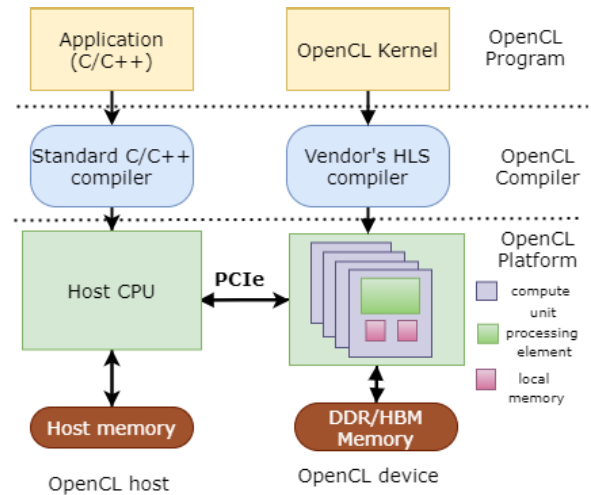 Application
(C/C++)
OpenCL Kernel
OpenCL
Program
Standard C/C++
compiler
Vendor's HLS
compiler
OpenCL
Compiler
OpenCL
Platform
Host CPU
PCIe
compute
unit
processing
element
local
memory
Host memory
DDR/HBM
Memory
OpenCL host
OpenCL device